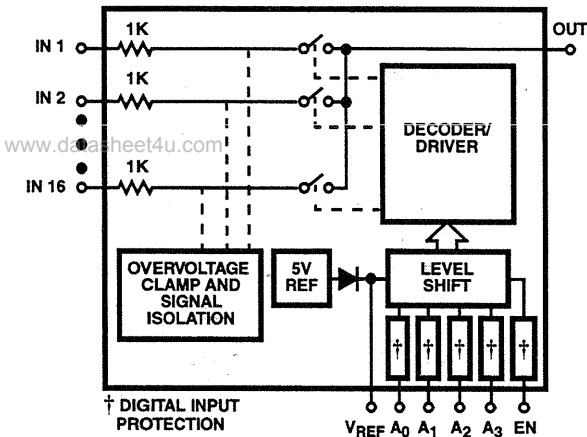 1K
OUT
IN 1
1K
IN 2
DECODER/
DRIVER
www.datasheet4u.com
1K
IN 16
OVERVOLTAGE
CLAMP AND
SIGNAL
ISOLATION
5V
REF
LEVEL
SHIFT
† † † † †
† DIGITAL INPUT
PROTECTION
VREF A0 A1 A2 A3 EN